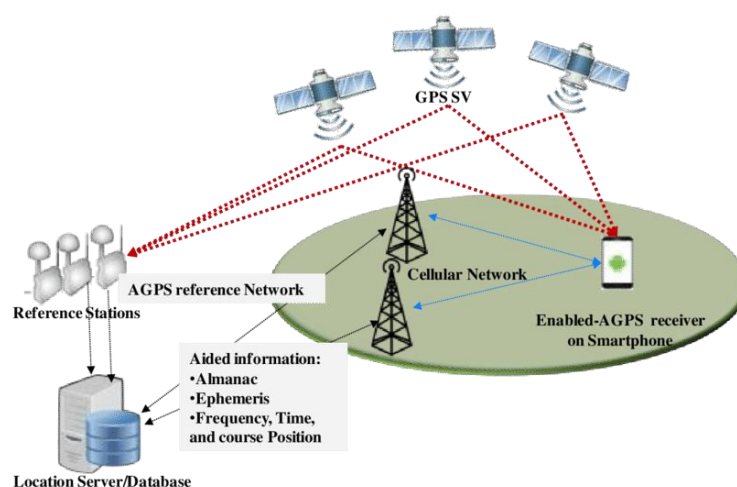 GPS SV
Cellular Network
AGPS reference Network
Reference Stations
Enabled-AGPS receiver
on Smartphone
Aided information:
•Almanac
•Ephemeris
•Frequency, Time,
and course Position
Location Server/Database